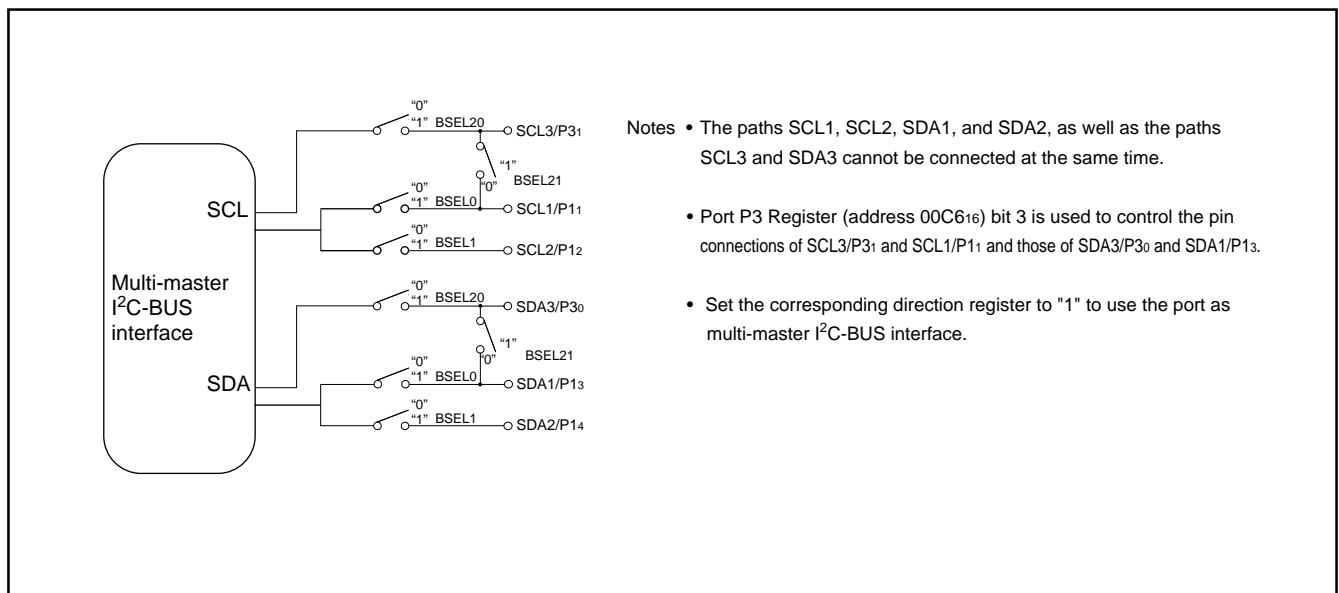 "0"
"1" BSEL20
SCL3/P31
"1"
BSEL21
"0"
"0"
SCL
"1" BSEL0
SCL1/P11
"0"
"1" BSEL1
SCL2/P12
Multi-master
I2C-BUS
interface
"0"
"1" BSEL20
SDA3/P30
"1"
BSEL21
"0"
"0"
SDA
"1" BSEL0
SDA1/P13
"0"
"1" BSEL1
SDA2/P14
Notes • The paths SCL1, SCL2, SDA1, and SDA2, as well as the paths
SCL3 and SDA3 cannot be connected at the same time.
• Port P3 Register (address 00C616) bit 3 is used to control the pin
connections of SCL3/P31 and SCL1/P11 and those of SDA3/P30 and SDA1/P13.
• Set the corresponding direction register to "1" to use the port as
multi-master I2C-BUS interface.